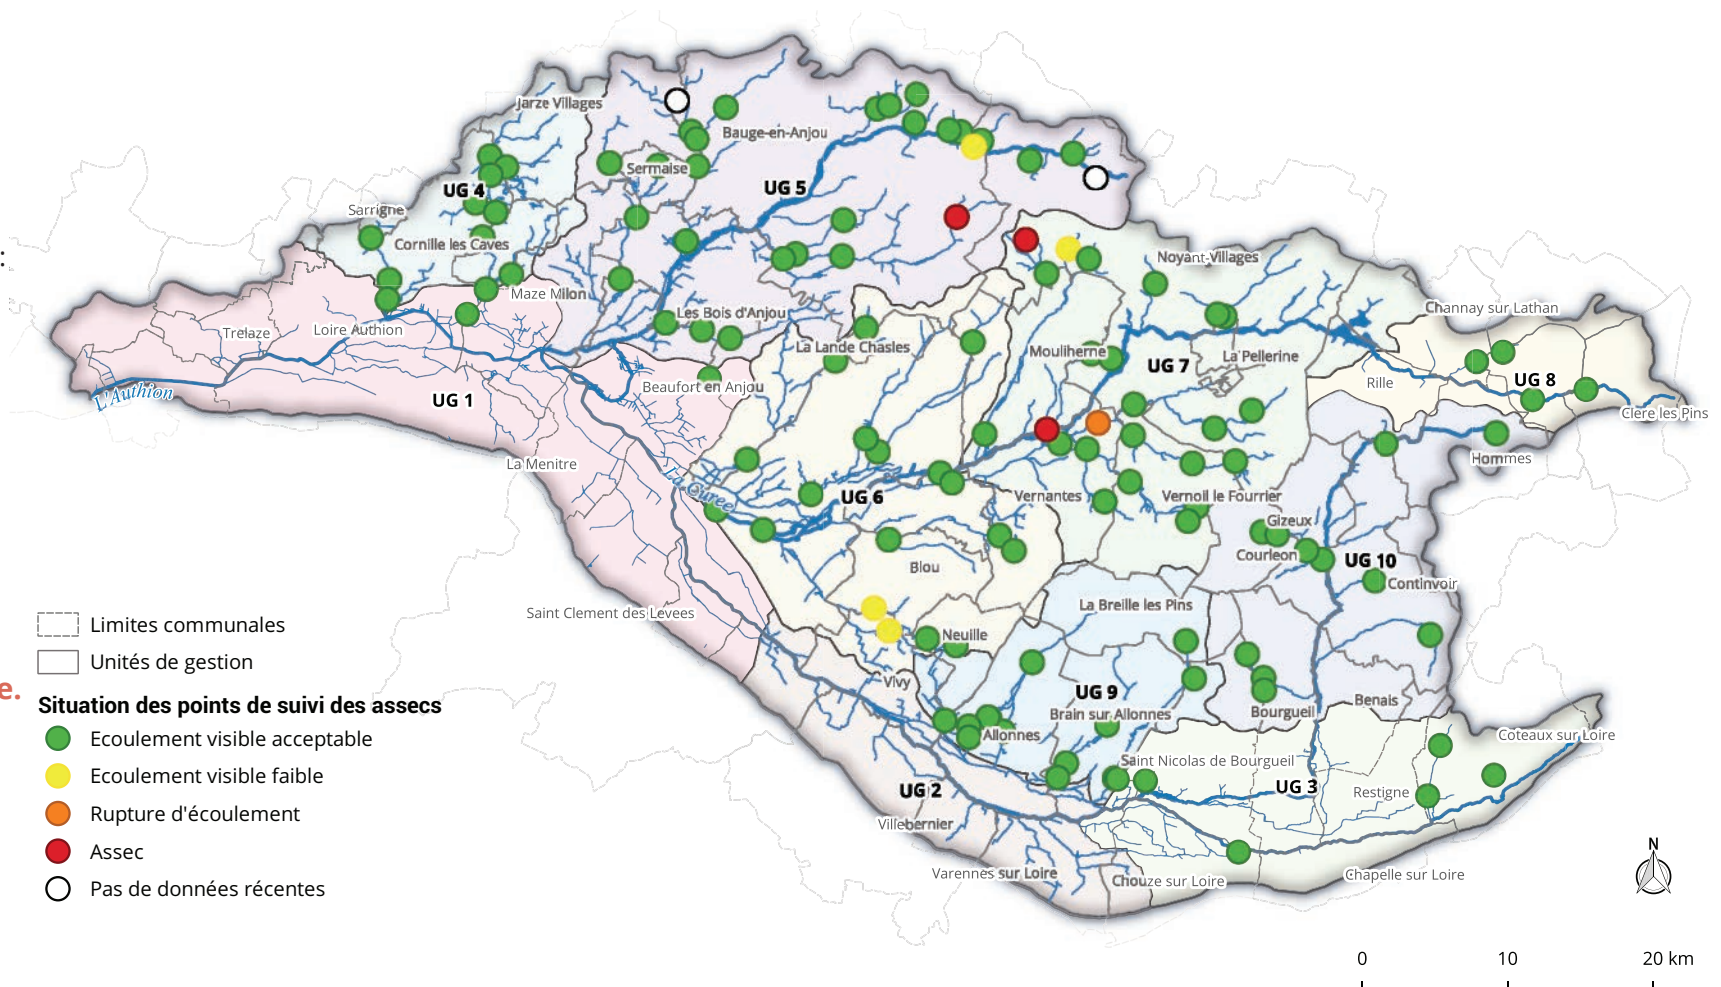 Jarze Villages
Bauge-en-Anjou
Sermaise
UG 4
UG 5
Sarrigne
Cornille les Caves
:
Noyant-Villages
Maze Milon
Les Bois d'Anjou
Channay sur Lathan
Trelaze
Loire Authion
La Lande Chasles
Mouliherne
La Pellerine
UG 7
Rille
UG 8
L'Authion
UG 1
Beaufort en Anjou
Clere les Pins
La Menitre
Hommes
La Curee
UG 6
Vernantes
Vernoil le Fourrier
Gizeux
Courleon
UG 10
Blou
Continvoir
La Breille les Pins
Saint Clement des Levees
Neuille
Vivy
UG 9
Benais
Brain sur Allonnes
Bourgueil
Allonnes
Coteaux sur Loire
Saint Nicolas de Bourgueil
UG 2
UG 3
Restigne
Villebernier
Varennes sur Loire
Chouze sur Loire
Chapelle sur Loire
Limites communales
Unités de gestion
e.
Situation des points de suivi des assecs
Ecoulement visible acceptable
Ecoulement visible faible
Rupture d'écoulement
Assec
Pas de données récentes
N
0 10 20 km